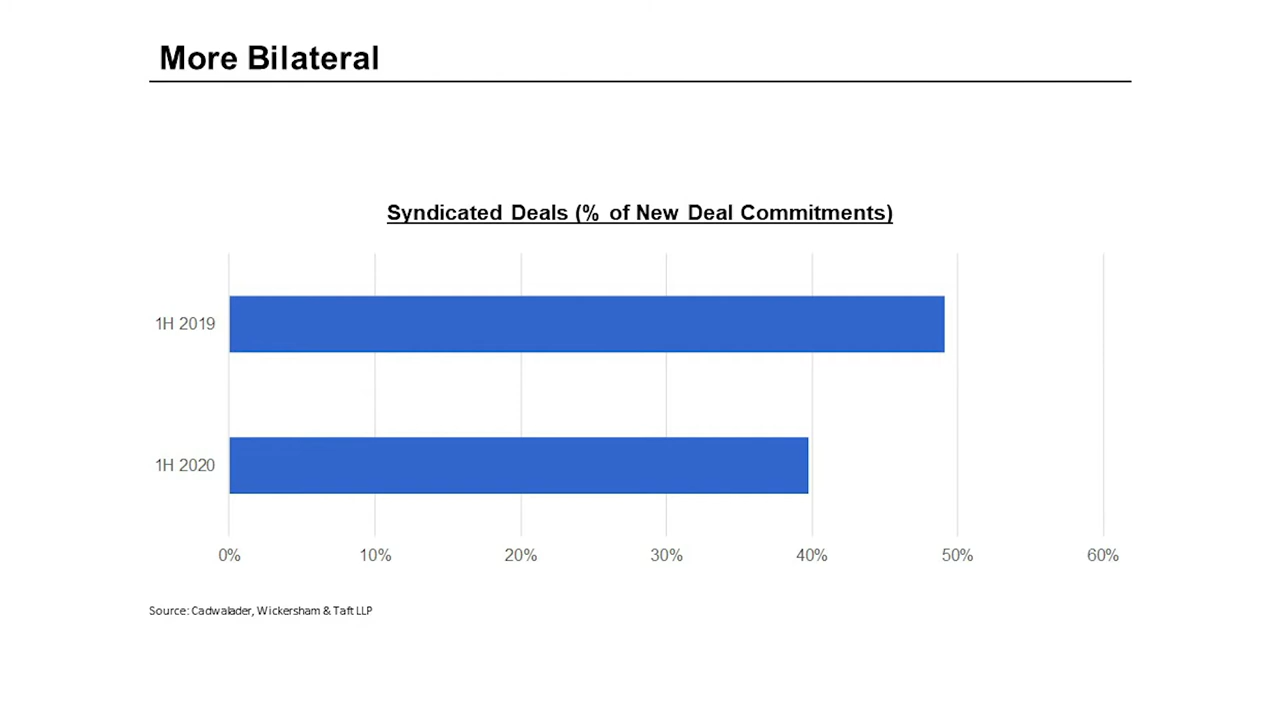 More Bilateral
Syndicated Deals (% of New Deal Commitments)
1H 2019
1H 2020
0% 10% 20% 30% 40% 50% 60%
Source: Cadwalader, Wickersham & Taft LLP